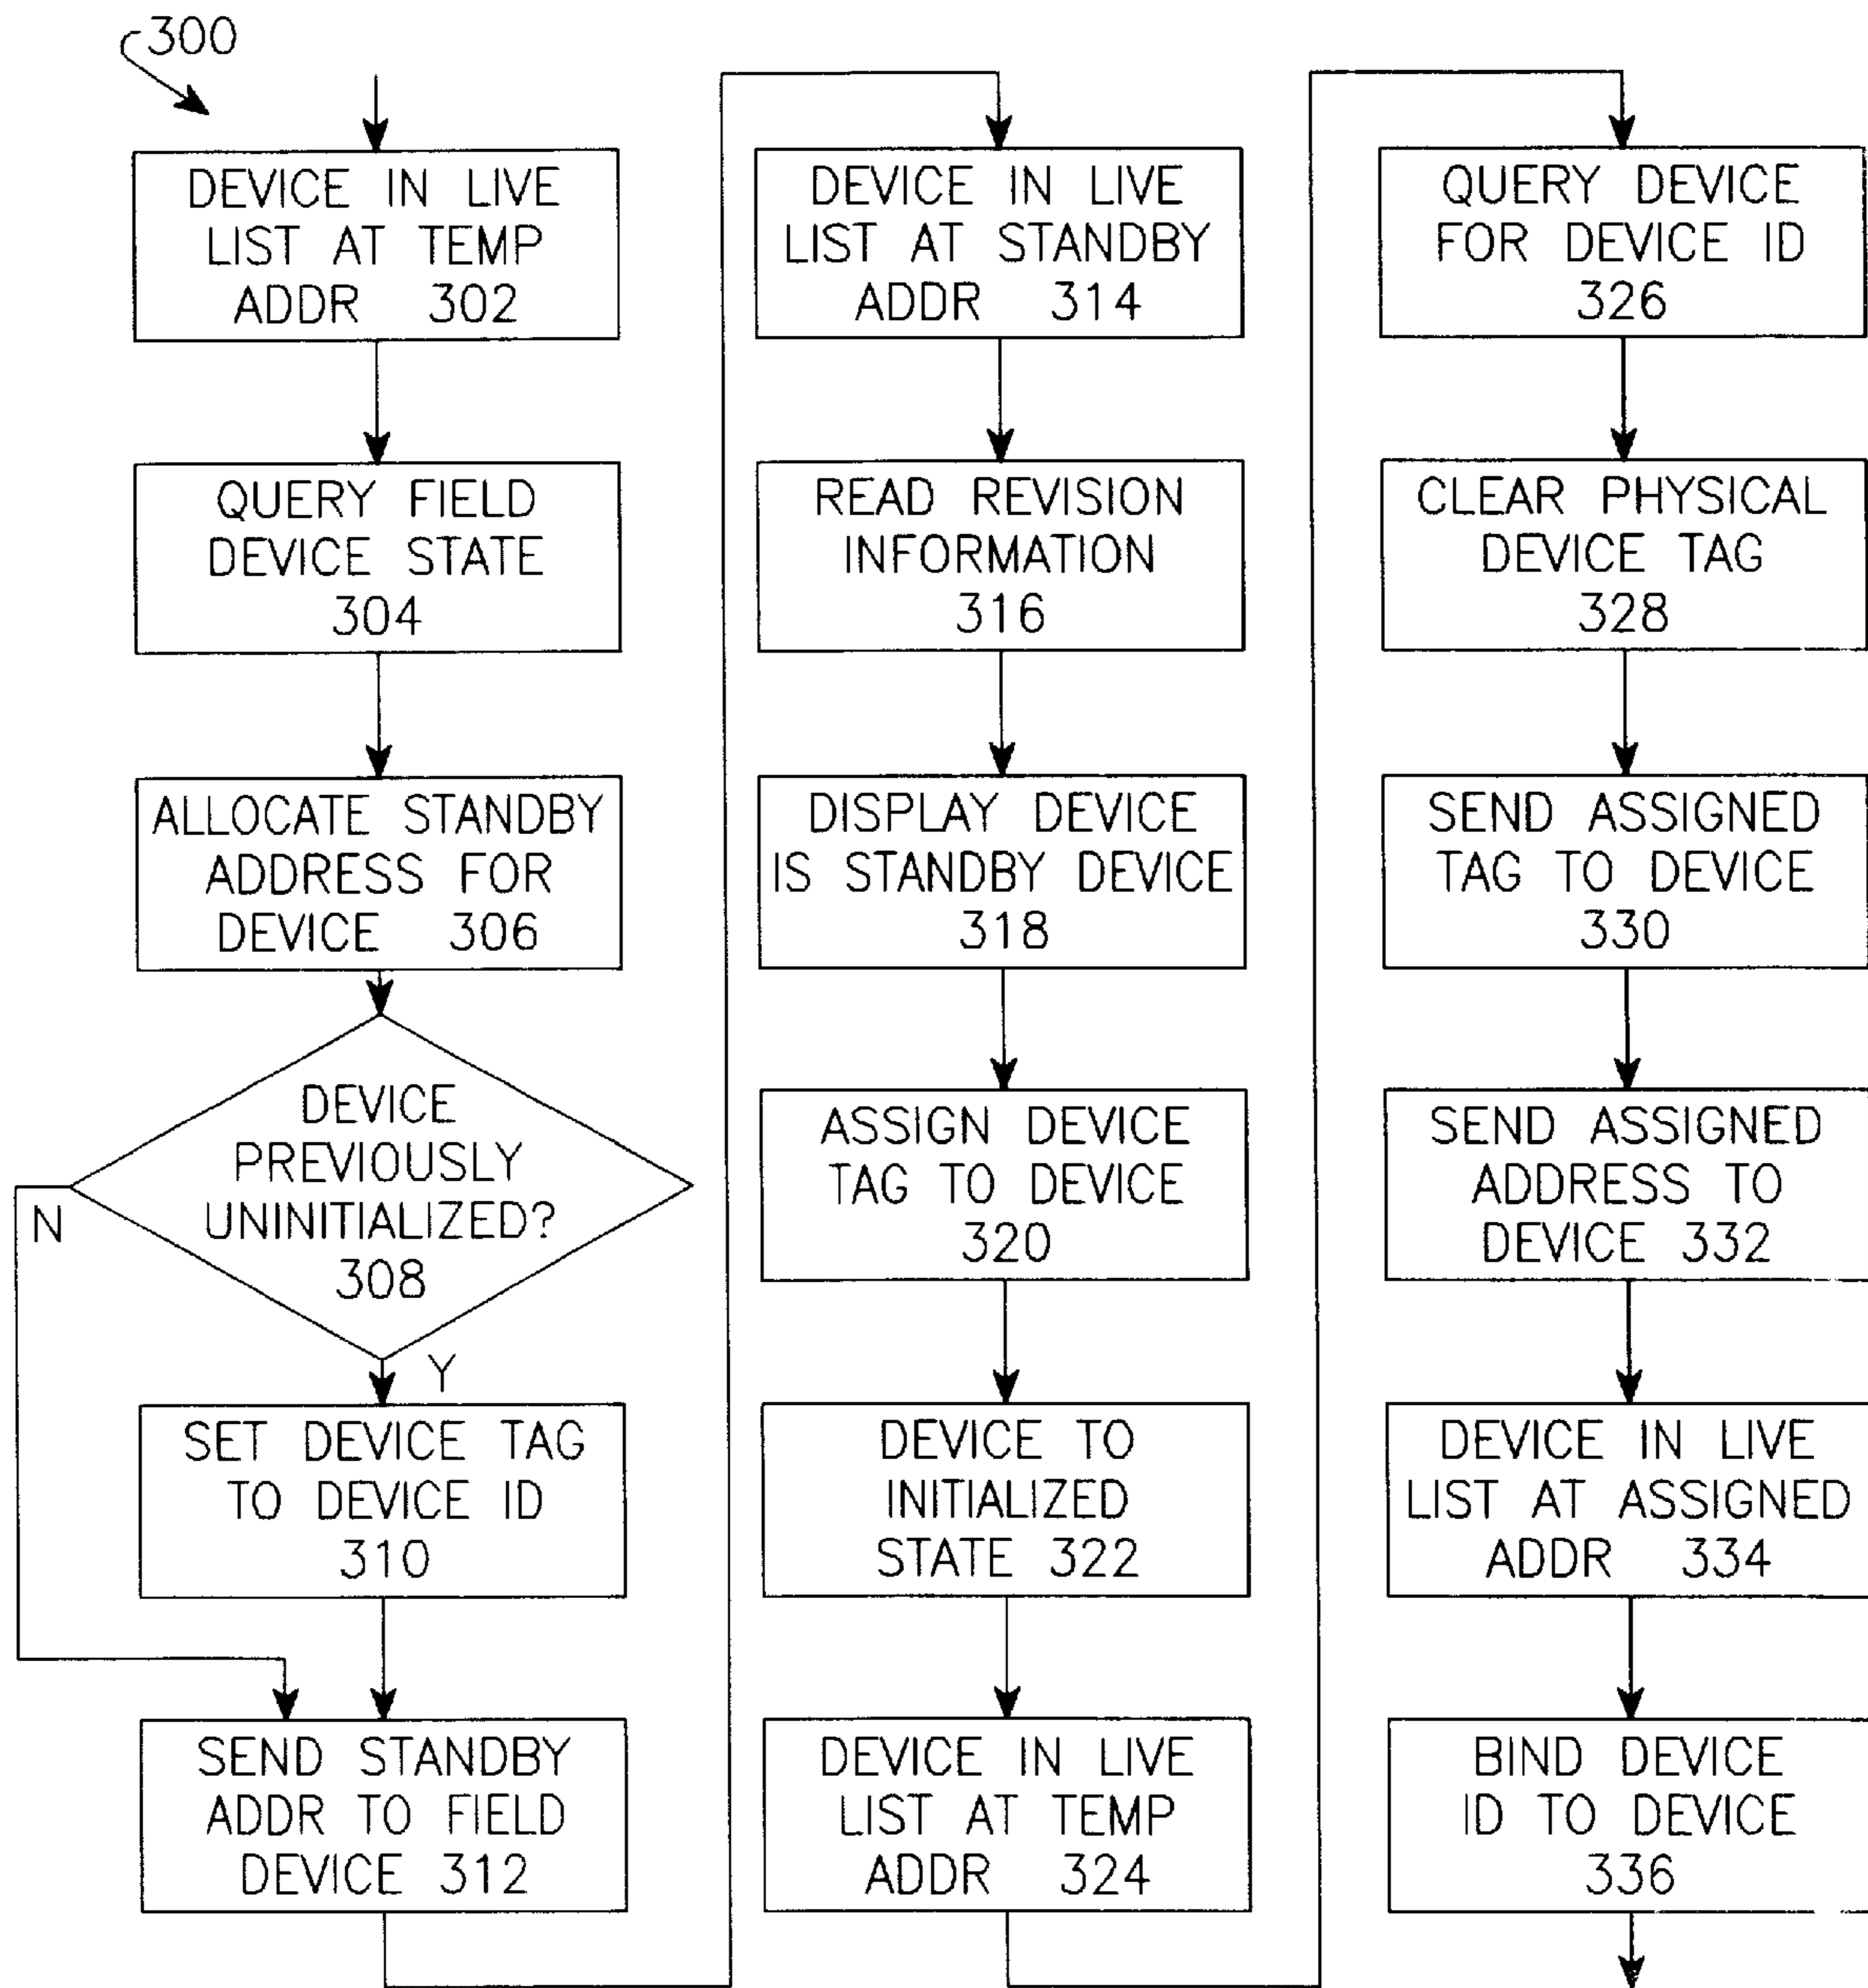 300
DEVICE IN LIVE
LIST AT TEMP
ADDR 302
QUERY FIELD
DEVICE STATE
304
ALLOCATE STANDBY
ADDRESS FOR
DEVICE 306
DEVICE
PREVIOUSLY
UNINITIALIZED?
308
N
Y
SET DEVICE TAG
TO DEVICE ID
310
SEND STANDBY
ADDR TO FIELD
DEVICE 312
DEVICE IN LIVE
LIST AT STANDBY
ADDR 314
READ REVISION
INFORMATION
316
DISPLAY DEVICE
IS STANDBY DEVICE
318
ASSIGN DEVICE
TAG TO DEVICE
320
DEVICE TO
INITIALIZED
STATE 322
DEVICE IN LIVE
LIST AT TEMP
ADDR 324
QUERY DEVICE
FOR DEVICE ID
326
CLEAR PHYSICAL
DEVICE TAG
328
SEND ASSIGNED
TAG TO DEVICE
330
SEND ASSIGNED
ADDRESS TO
DEVICE 332
DEVICE IN LIVE
LIST AT ASSIGNED
ADDR 334
BIND DEVICE
ID TO DEVICE
336